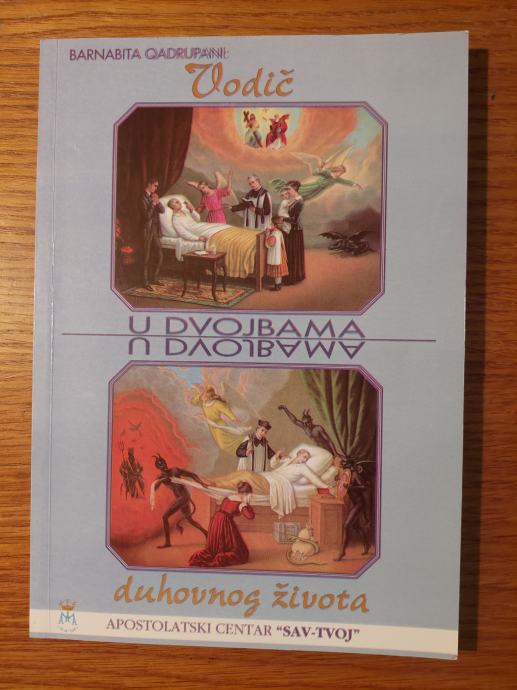 BARNABITA QADRUPANI:
Vodič
U DVOJBAMA
U DVOJBAMA
duhovnog života
APOSTOLATSKI CENTAR "SAV-TVOJ"